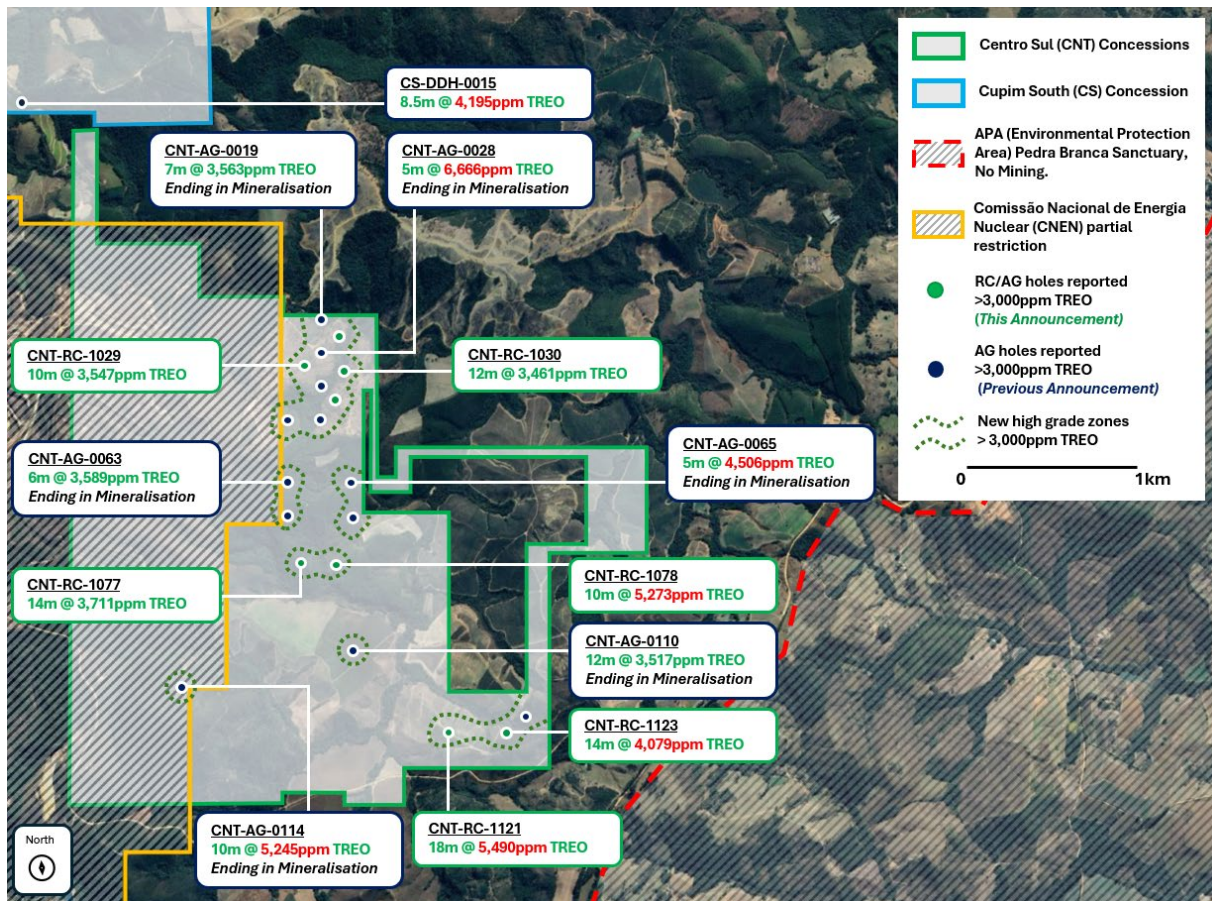 CS-DDH-0015
8.5m @ 4,195ppm TREO
CNT-AG-0019
7m @ 3,563ppm TREO
Ending in Mineralisation
CNT-AG-0028
5m @ 6,666ppm TREO
Ending in Mineralisation
CNT-RC-1029
10m @ 3,547ppm TREO
CNT-RC-1030
12m @ 3,461ppm TREO
CNT-AG-0063
6m @ 3,589ppm TREO
Ending in Mineralisation
CNT-AG-0065
5m @ 4,506ppm TREO
Ending in Mineralisation
CNT-RC-1077
14m @ 3,711ppm TREO
CNT-RC-1078
10m @ 5,273ppm TREO
CNT-AG-0110
12m @ 3,517ppm TREO
Ending in Mineralisation
CNT-RC-1123
14m @ 4,079ppm TREO
CNT-AG-0114
10m @ 5,245ppm TREO
Ending in Mineralisation
CNT-RC-1121
18m @ 5,490ppm TREO
North
Centro Sul (CNT) Concessions
Cupim South (CS) Concession
APA (Environmental Protection
Area) Pedra Branca Sanctuary,
No Mining.
Comissão Nacional de Energia
Nuclear (CNEN) partial
restriction
RC/AG holes reported
>3,000ppm TREO
(This Announcement)
AG holes reported
>3,000ppm TREO
(Previous Announcement)
New high grade zones
> 3,000ppm TREO
0 1km